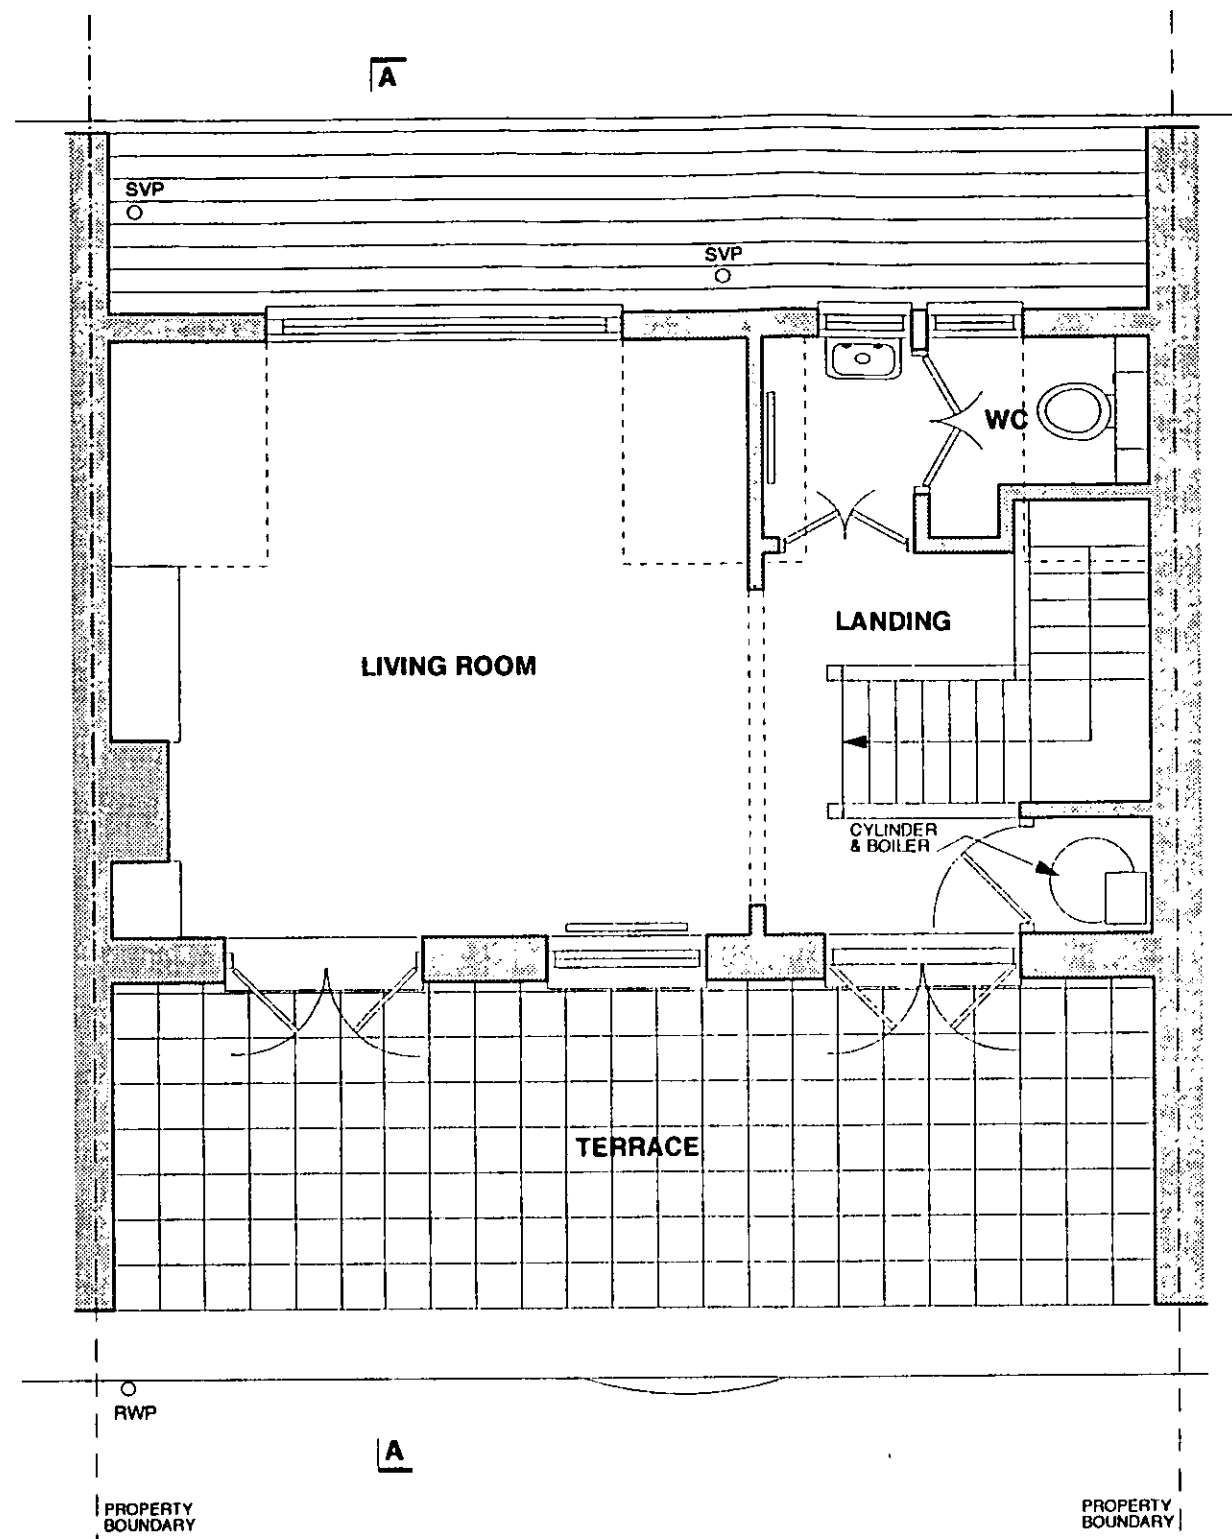 A
SVP
SVP
WC
LANDING
LIVING ROOM
CYLINDER
& BOILER
TERRACE
RWP
A
PROPERTY
BOUNDARY
PROPERTY
BOUNDARY